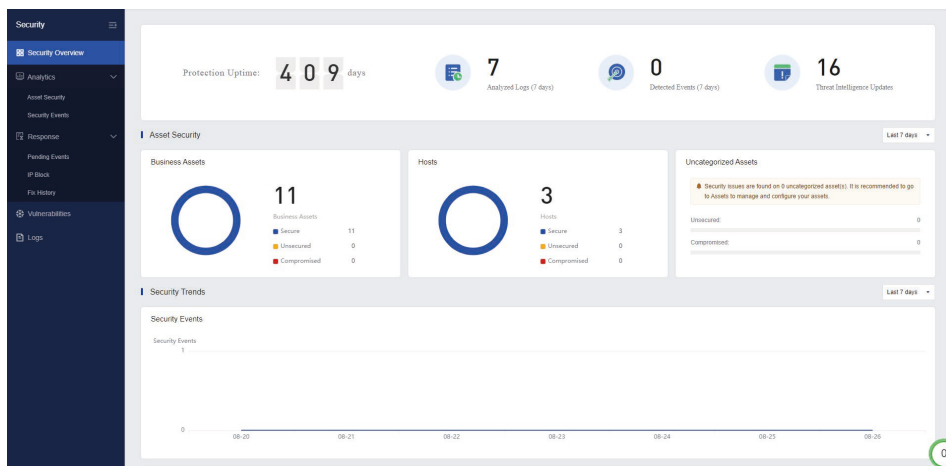 Security
Security Overview
Analytics
Asset Security
Security Events
Response
Pending Events
IP Block
Fix History
Vulnerabilities
Logs
Protection Uptime: 4 0 9 days
7
Analyzed Logs (7 days)
0
Detected Events (7 days)
16
Threat Intelligence Updates
Asset Security
Last 7 days
Business Assets
11
Business Assets
Secure 11
Unsecured 0
Compromised 0
Hosts
3
Hosts
Secure 3
Unsecured 0
Compromised 0
Uncategorized Assets
Security issues are found on 0 uncategorized asset(s). It is recommended to go
to Assets to manage and configure your assets.
Unsecured: 0
Compromised: 0
Security Trends
Last 7 days
Security Events
Security Events
1
0
08-20 08-21 08-22 08-23 08-24 08-25 08-26